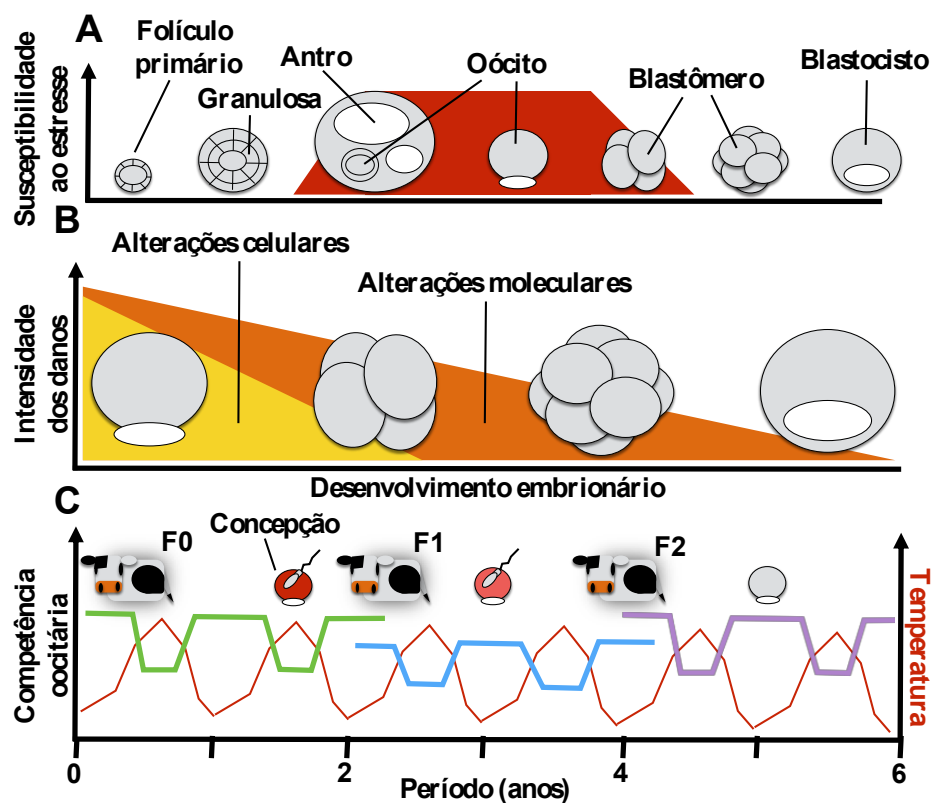 A
Folículo
primário
Granulosa
Antro
Oócito
Blastômero
Blastocisto
Susceptibilidade
ao estresse
B
Alterações celulares
Alterações moleculares
Intensidade
dos danos
Desenvolvimento embrionário
C
F0
Concepção
F1
F2
Competência
oocitária
Temperatura
0
2
4
6
Período (anos)